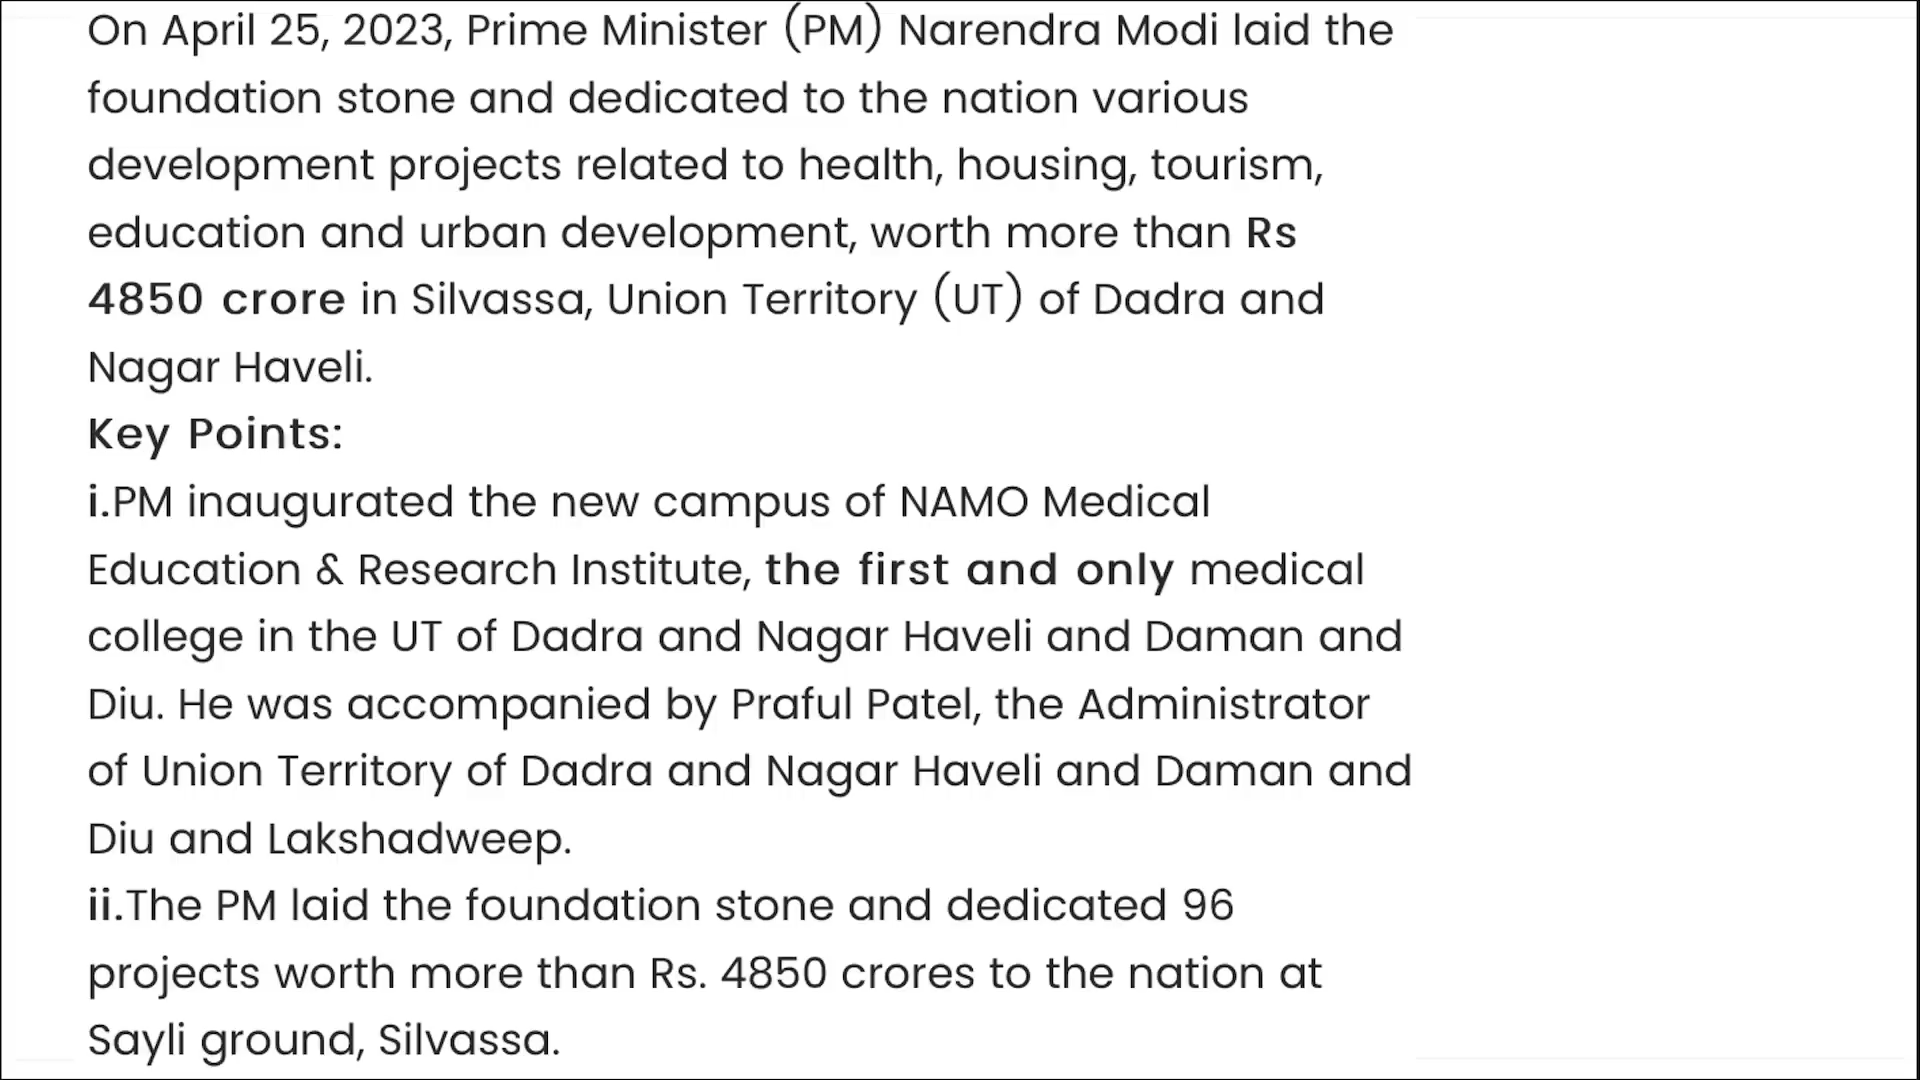 On April 25, 2023, Prime Minister (PM) Narendra Modi laid the
foundation stone and dedicated to the nation various
development projects related to health, housing, tourism,
education and urban development, worth more than Rs
4850 crore in Silvassa, Union Territory (UT) of Dadra and
Nagar Haveli.
Key Points:
i.PM inaugurated the new campus of NAMO Medical
Education & Research Institute, the first and only medical
college in the UT of Dadra and Nagar Haveli and Daman and
Diu. He was accompanied by Praful Patel, the Administrator
of Union Territory of Dadra and Nagar Haveli and Daman and
Diu and Lakshadweep.
ii.The PM laid the foundation stone and dedicated 96
projects worth more than Rs. 4850 crores to the nation at
Sayli ground, Silvassa.